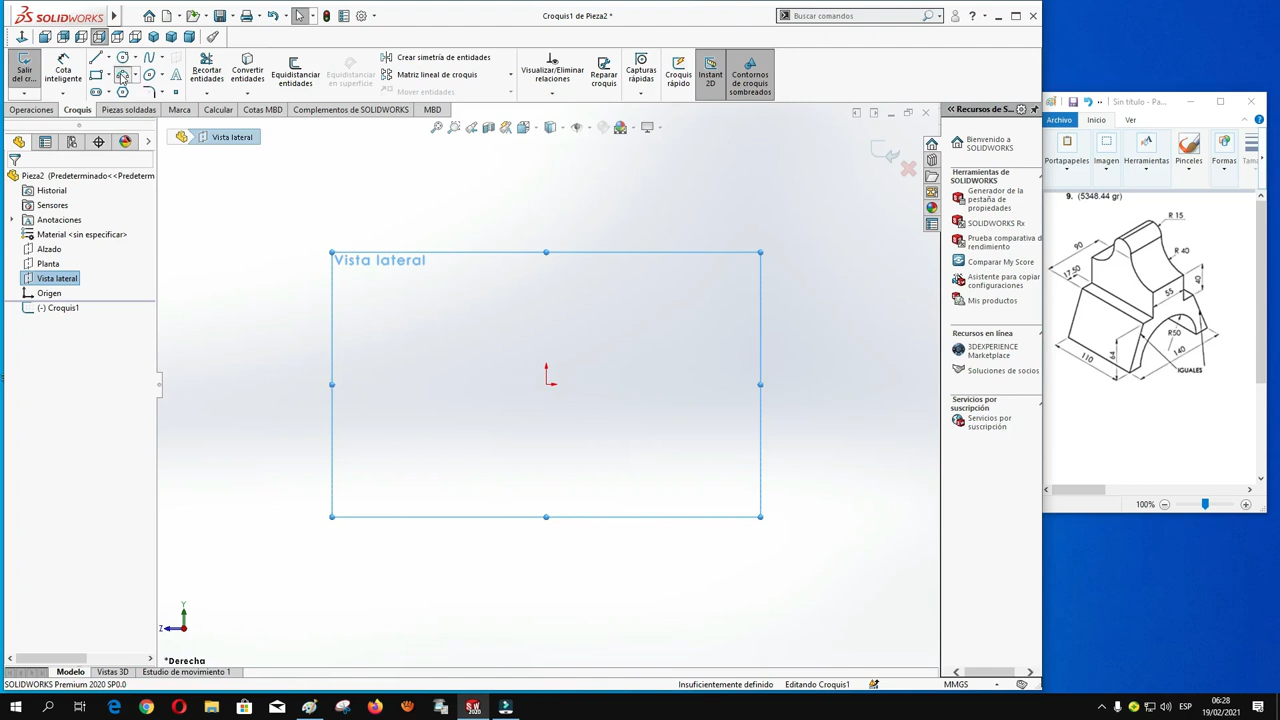 SOLIDWORKS
Croquis1 de Pieza2 *
Buscar comandos
Salir del cr...
Cota inteligente
Recortar entidades
Convertir entidades
Equidistanciar entidades
Equidistanciar en superficie
Crear simetría de entidades
Matriz lineal de croquis
Mover entidades
Visualizar/Eliminar relaciones
Reparar croquis
Capturas rápidas
Croquis rápido
Instant 2D
Contornos de croquis sombreados
Operaciones
Croquis
Piezas soldadas
Marca
Calcular
Cotas MBD
Complementos de SOLIDWORKS
MBD
Pieza2 (Predeterminado<<Predeterm
Historial
Sensores
Anotaciones
Material <sin especificar>
Alzado
Planta
Vista lateral
Origen
(-) Croquis1
Vista lateral
Vista lateral
Y
Z
*Derecha
Recursos de S...
Bienvenido a SOLIDWORKS
Herramientas de SOLIDWORKS
Generador de la pestaña de propiedades
SOLIDWORKS Rx
Prueba comparativa de rendimiento
Comparar My Score
Asistente para copiar configuraciones
Mis productos
Recursos en línea
3DEXPERIENCE Marketplace
Soluciones de socios
Servicios por suscripción
Servicios por suscripción
Modelo
Vistas 3D
Estudio de movimiento 1
SOLIDWORKS Premium 2020 SP0.0
Insuficientemente definido
Editando Croquis1
MMGS
Sin título - Pa...
Archivo
Inicio
Ver
Portapapeles
Imagen
Herramientas
Pinceles
Formas
Tama
9. (5348.44 gr)
R 15
90
R 40
17.50
55
40
R50
110
64
140
IGUALES
100%
ESP
06:28
19/02/2021